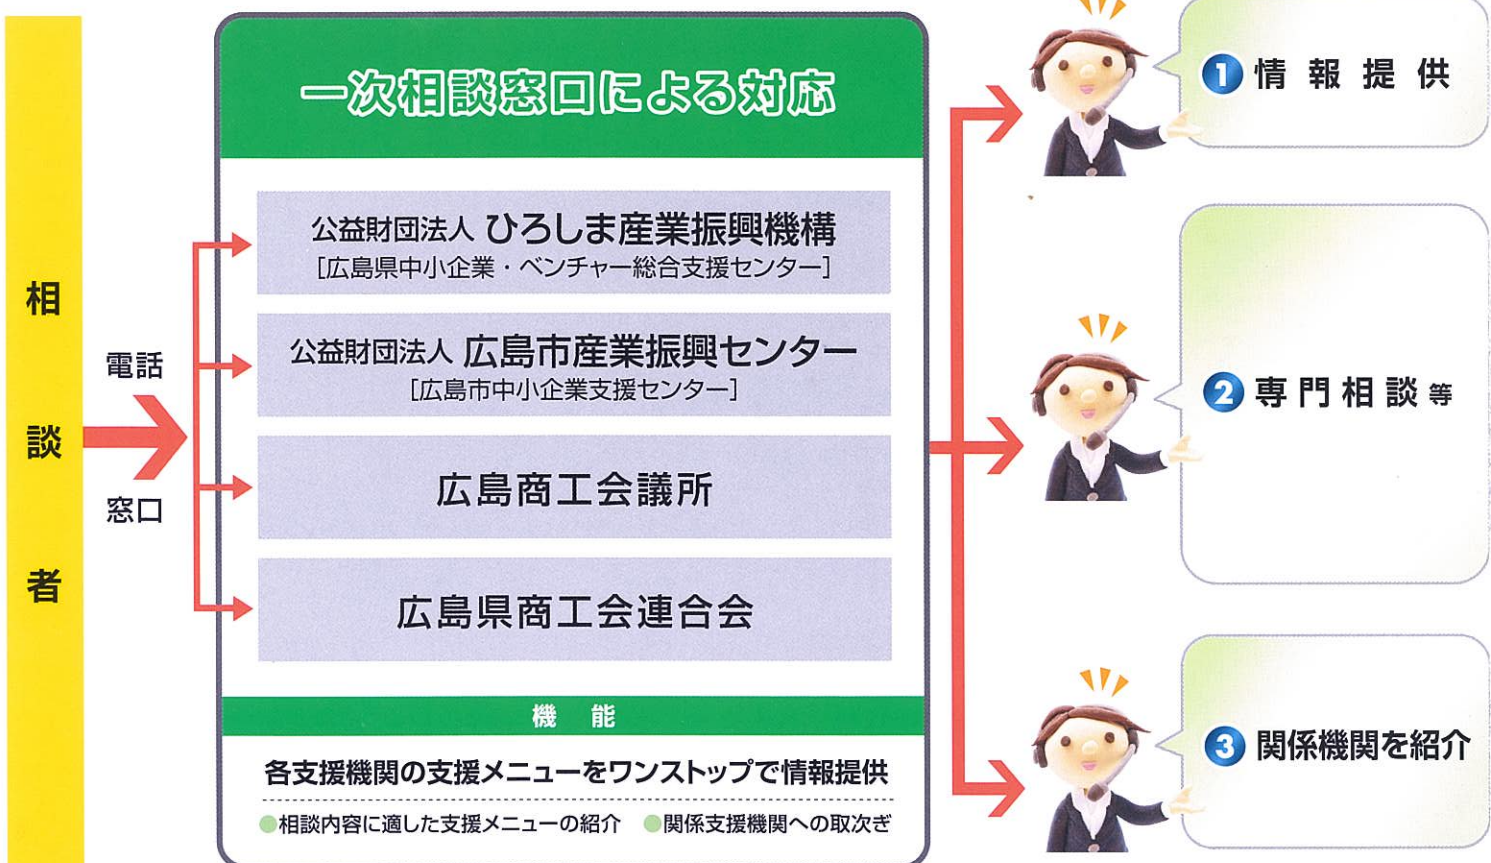 相談者
電話
窓口
一次相談窓口による対応
公益財団法人 ひろしま産業振興機構
[広島県中小企業・ベンチャー総合支援センター]
公益財団法人 広島市産業振興センター
[広島市中小企業支援センター]
広島商工会議所
広島県商工会連合会
機 能
各支援機関の支援メニューをワンストップで情報提供
●相談内容に適した支援メニューの紹介 ●関係支援機関への取次ぎ
1 情報提供
2 専門相談等
3 関係機関を紹介